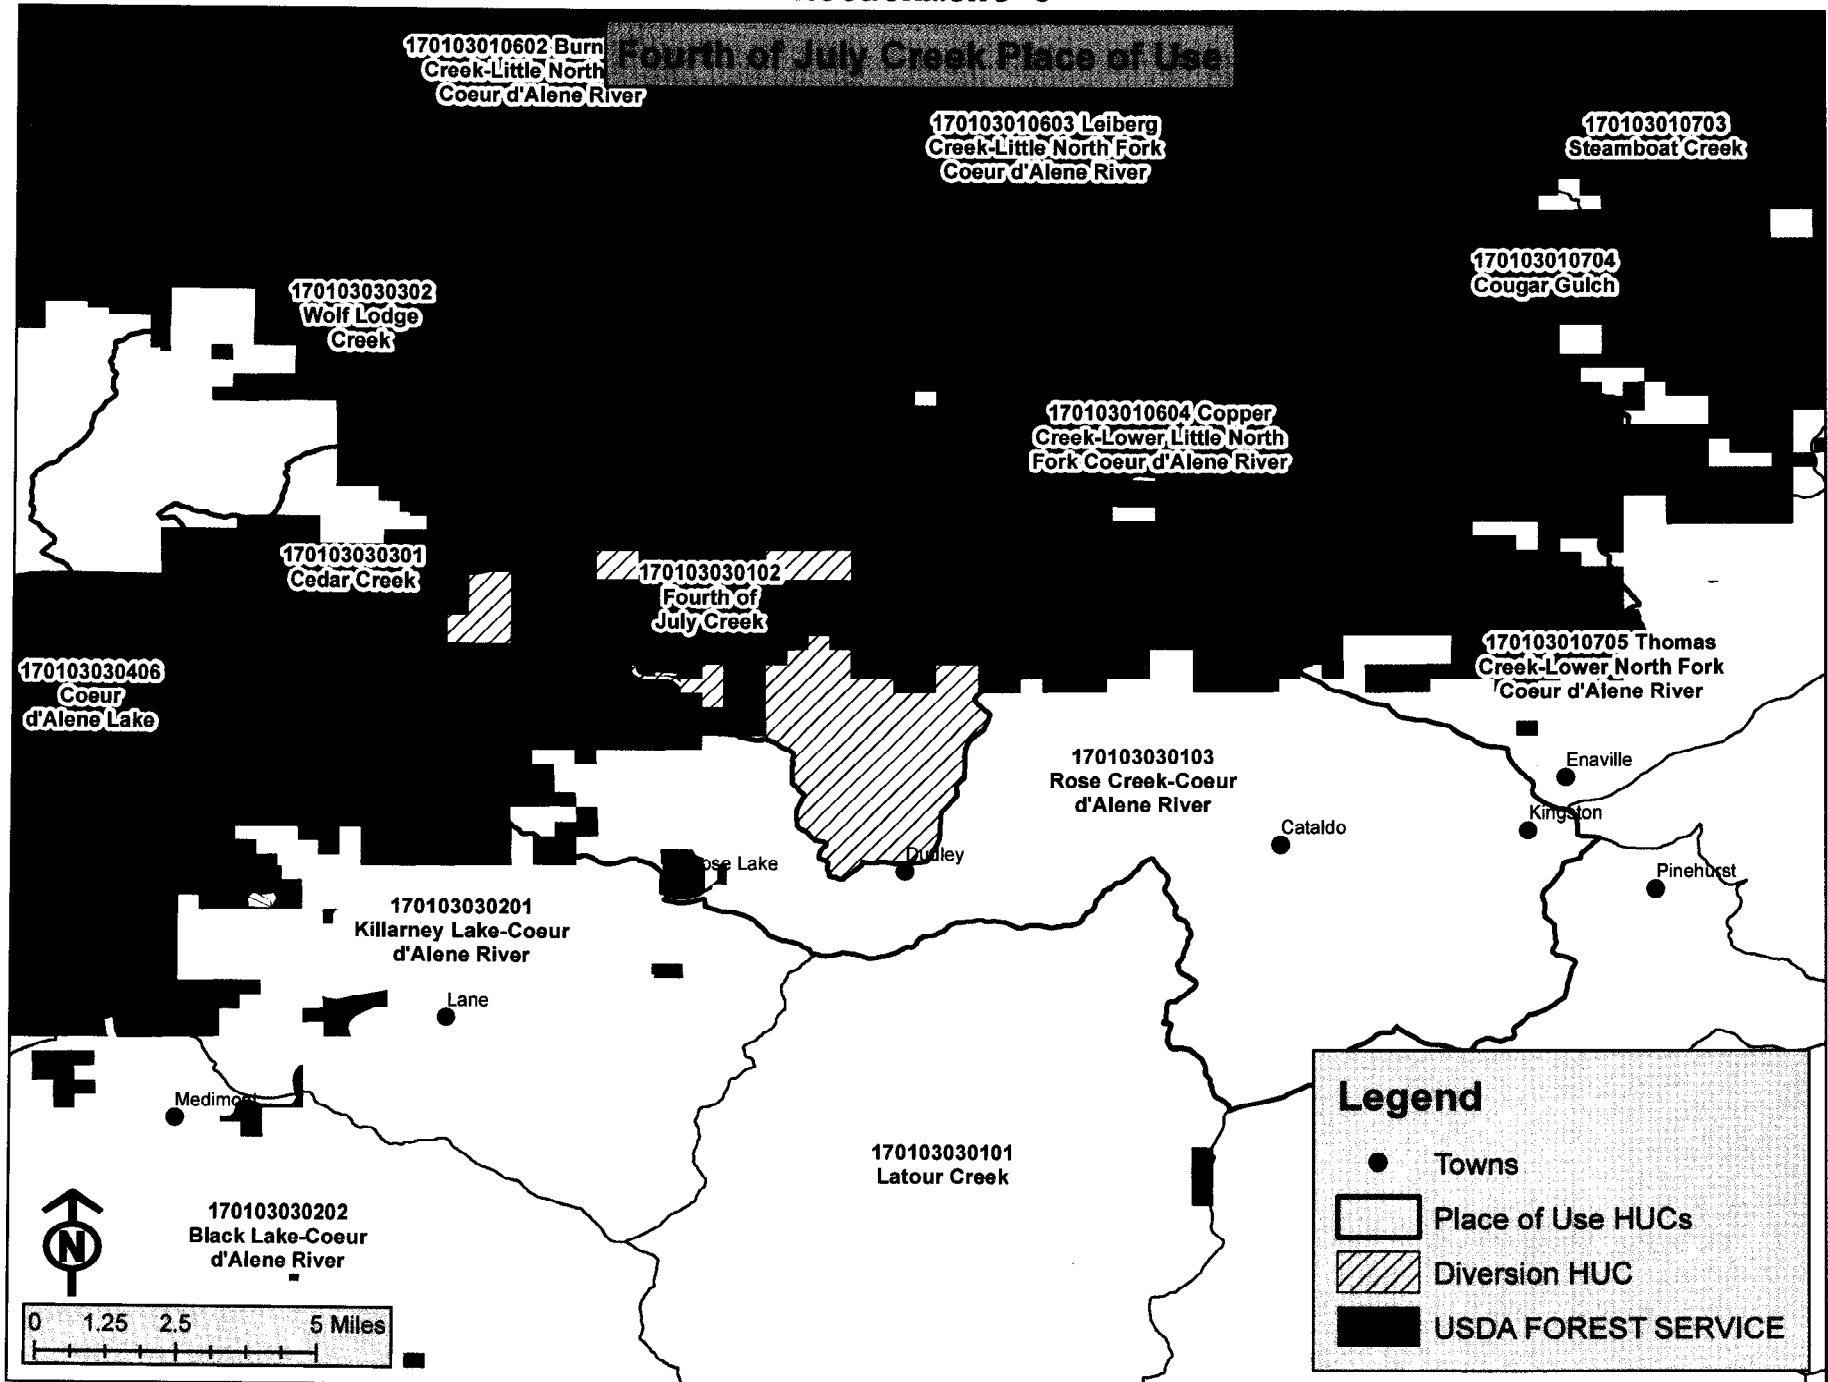 Fourth of July Creek Place of Use
170103010602 Burn
Creek-Little North
Coeur d'Alene River
170103010603 Leiberg
Creek-Little North Fork
Coeur d'Alene River
170103010703
Steamboat Creek
170103010704
Cougar Gulch
170103030302
Wolf Lodge
Creek
170103010604 Copper
Creek-Lower Little North
Fork Coeur d'Alene River
170103030301
Cedar Creek
170103030102
Fourth of
July Creek
170103030406
Coeur
d'Alene Lake
170103010705 Thomas
Creek-Lower North Fork
Coeur d'Alene River
170103030103
Rose Creek-Coeur
d'Alene River
Enaville
Kingston
Cataldo
Pinehurst
Dudley
ose Lake
170103030201
Killarney Lake-Coeur
d'Alene River
Lane
Medimont
170103030101
Latour Creek
170103030202
Black Lake-Coeur
d'Alene River
N
0 1.25 2.5 5 Miles
Legend
Towns
Place of Use HUCs
Diversion HUC
USDA FOREST SERVICE